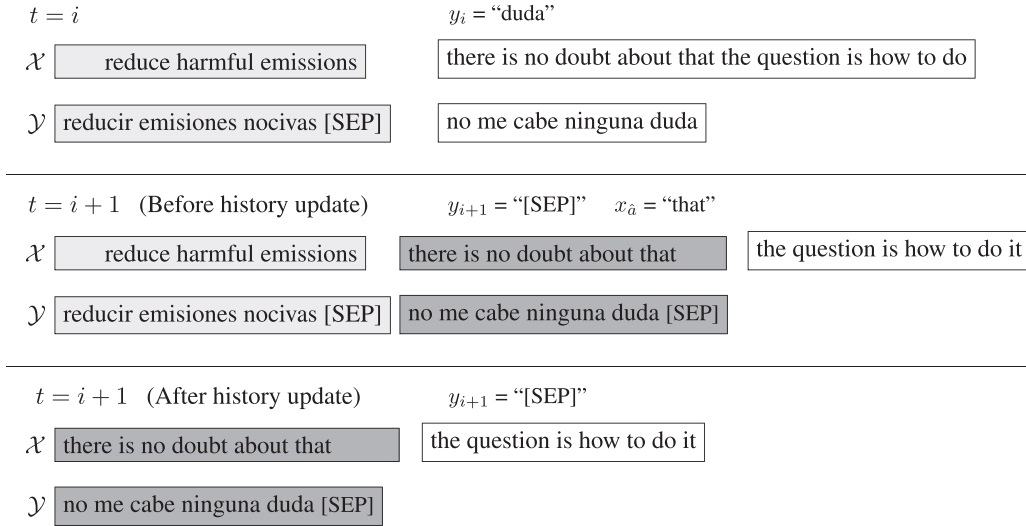 t = i yᵢ = “duda”
𝒳 reduce harmful emissions there is no doubt about that the question is how to do
𝒴 reducir emisiones nocivas [SEP] no me cabe ninguna duda
t = i + 1 (Before history update) yᵢ₊₁ = “[SEP]” x_â = “that”
𝒳 reduce harmful emissions there is no doubt about that the question is how to do it
𝒴 reducir emisiones nocivas [SEP] no me cabe ninguna duda [SEP]
t = i + 1 (After history update) yᵢ₊₁ = “[SEP]”
𝒳 there is no doubt about that the question is how to do it
𝒴 no me cabe ninguna duda [SEP]